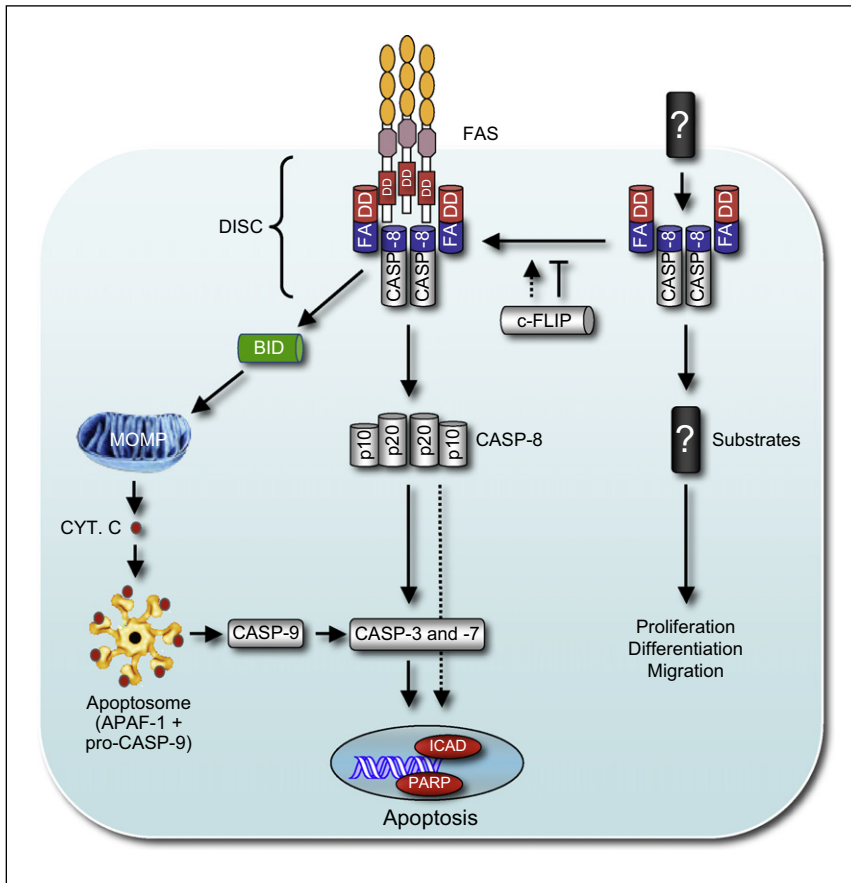 FAS
?
DD
DD
DD
DISC
FA DD
CASP -8
CASP -8
FA DD
FA DD
CASP -8
CASP -8
FA DD
c-FLIP
BID
MOMP
p10
p20
p20
p10
CASP-8
?
Substrates
CYT. C
CASP-9
CASP-3 and -7
Proliferation
Differentiation
Migration
Apoptosome
(APAF-1 +
pro-CASP-9)
ICAD
PARP
Apoptosis